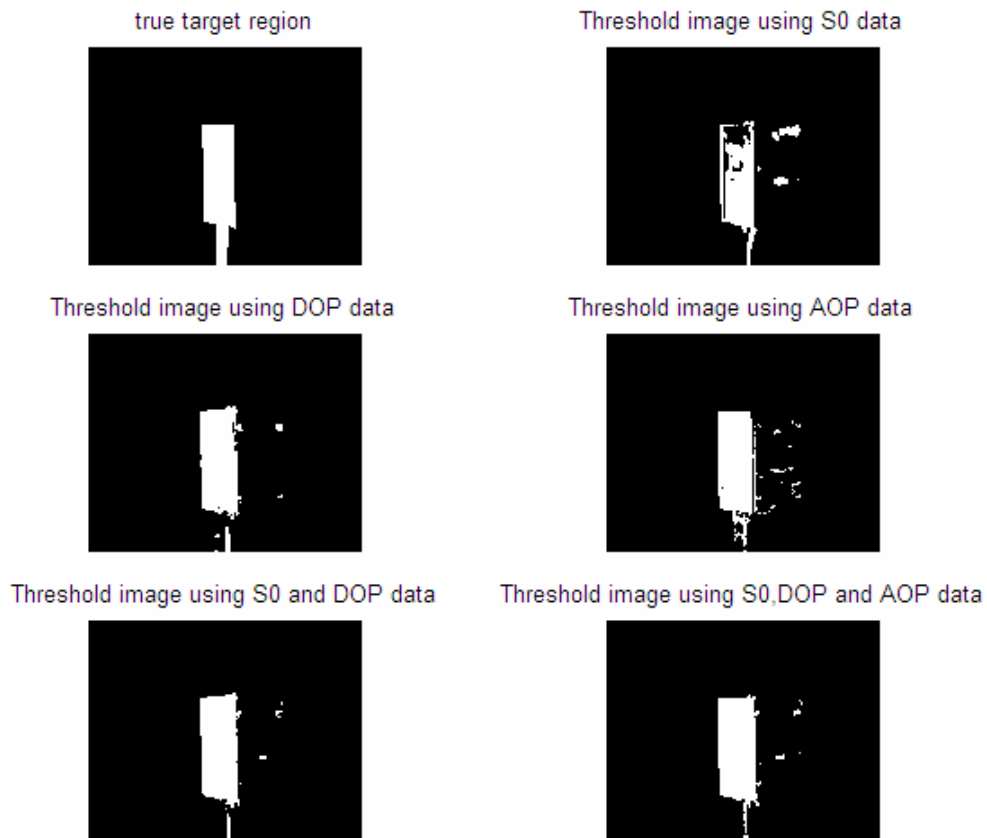 true target region
Threshold image using S0 data
Threshold image using DOP data
Threshold image using AOP data
Threshold image using S0 and DOP data
Threshold image using S0,DOP and AOP data